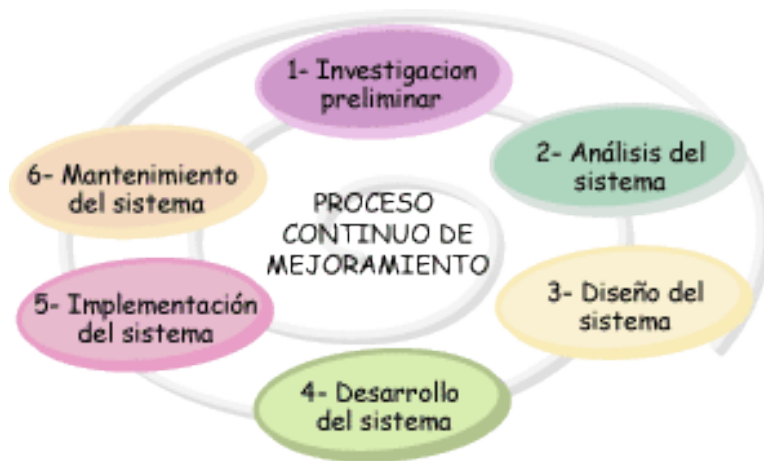 1- Investigacion
preliminar
2- Análisis del
sistema
3- Diseño del
sistema
4- Desarrollo
del sistema
5- Implementación
del sistema
6- Mantenimiento
del sistema
PROCESO
CONTINUO DE
MEJORAMIENTO